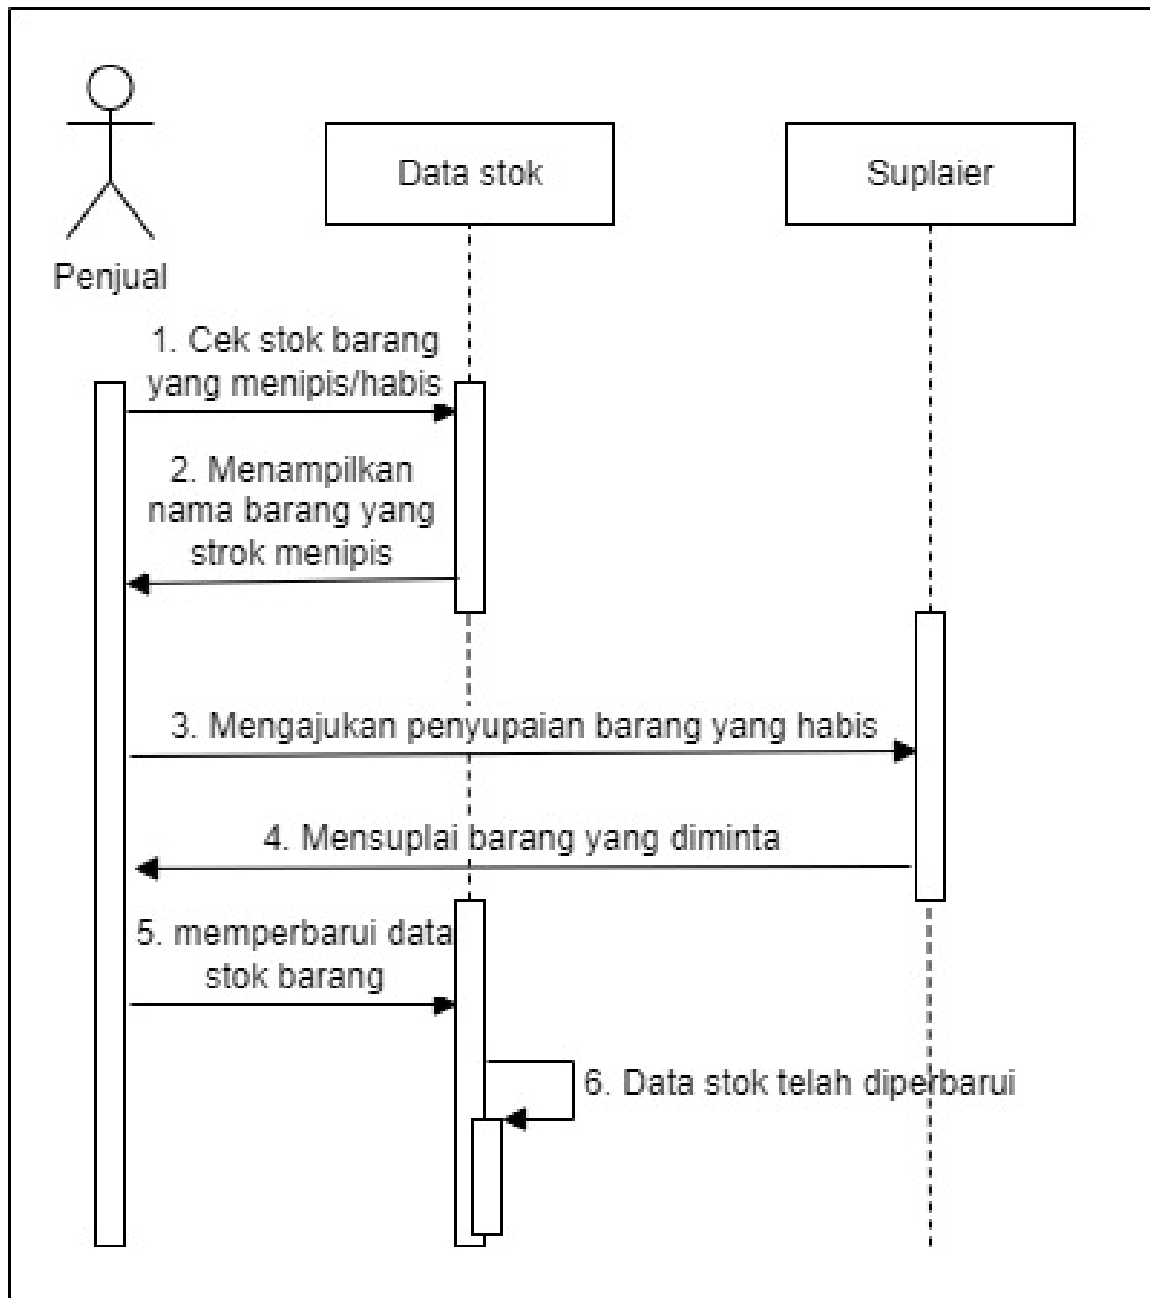 Data stok
Suplaier
Penjual
1. Cek stok barang
yang menipis/habis
2. Menampilkan
nama barang yang
strok menipis
3. Mengajukan penyupaian barang yang habis
4. Mensuplai barang yang diminta
5. memperbarui data
stok barang
6. Data stok telah diperbarui